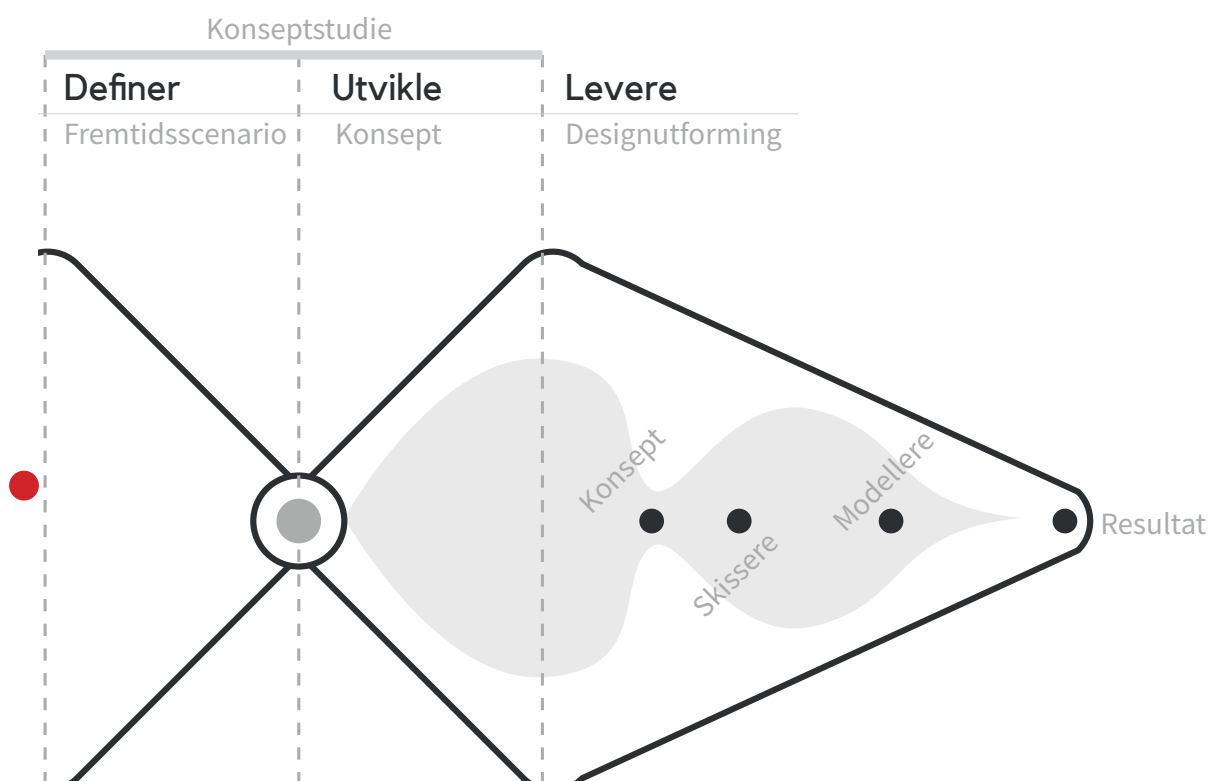 Konseptstudie
Definer
Utvikle
Levere
Fremtidsscenario
Konsept
Designutforming
Konsept
Skissere
Modellere
Resultat